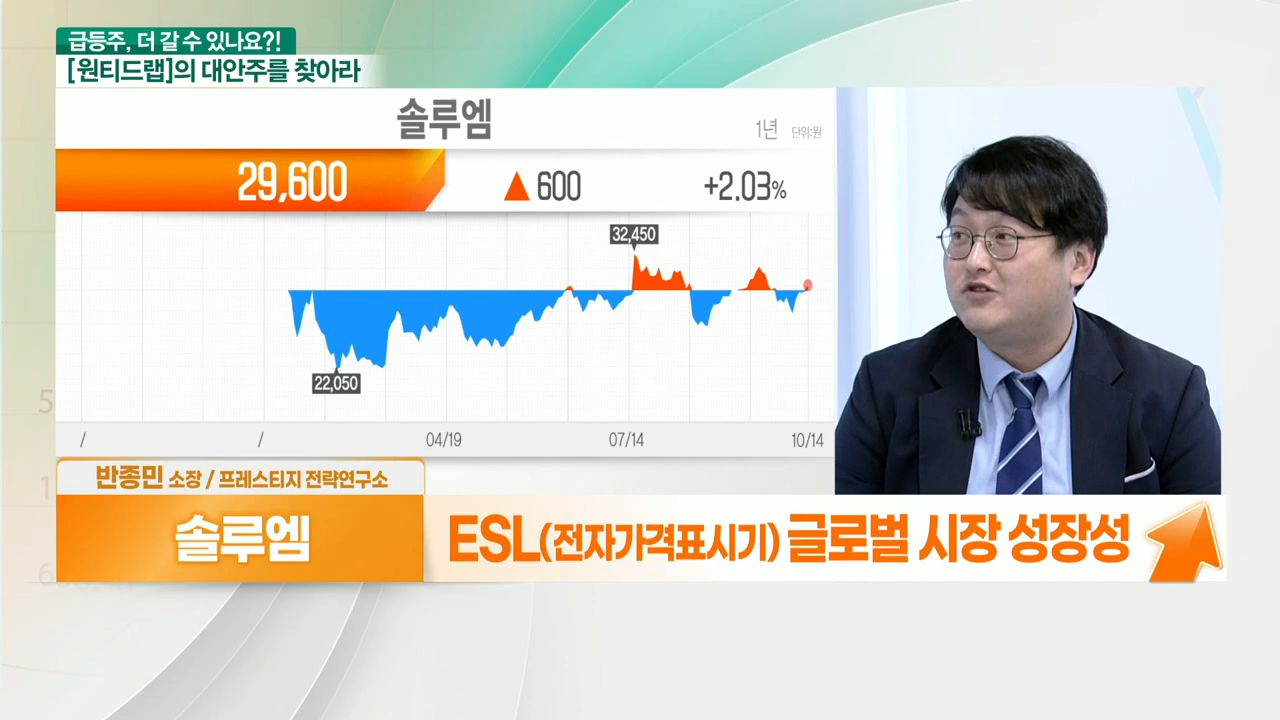 급등주, 더 갈 수 있나요?!
[원티드랩]의 대안주를 찾아라
솔루엠
1년 단위:원
29,600 ▲ 600 +2.03%
32,450
22,050
/ / 04/19 07/14 10/14
반종민 소장 / 프레스티지 전략연구소
솔루엠
ESL(전자가격표시기) 글로벌 시장 성장성